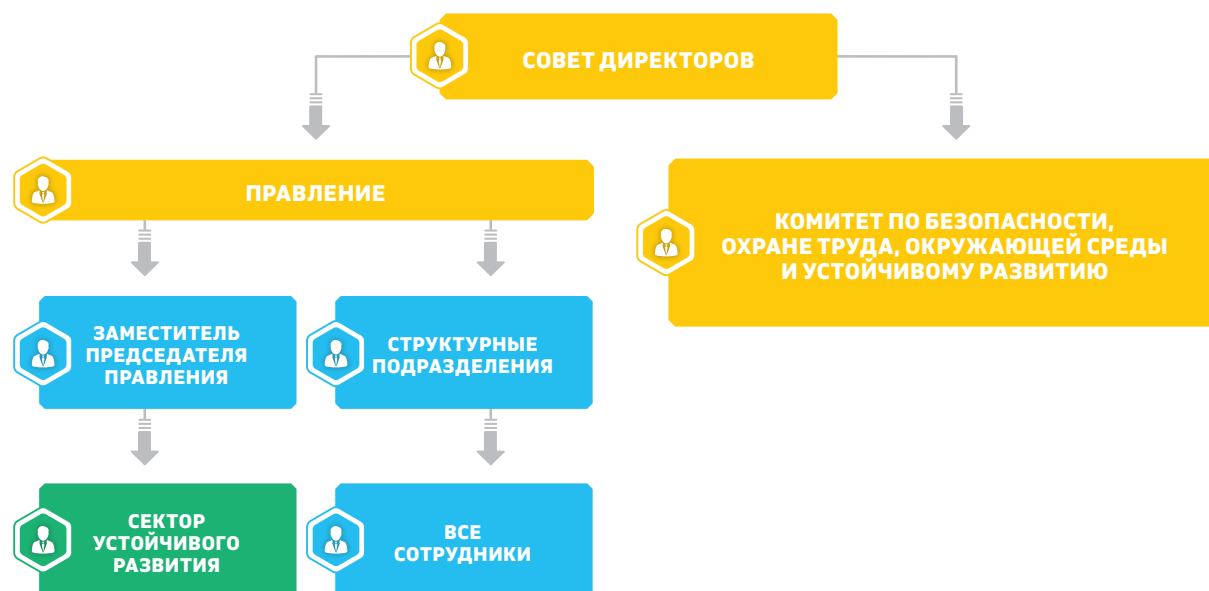 СОВЕТ ДИРЕКТОРОВ
ПРАВЛЕНИЕ
КОМИТЕТ ПО БЕЗОПАСНОСТИ,
ОХРАНЕ ТРУДА, ОКРУЖАЮЩЕЙ СРЕДЫ
И УСТОЙЧИВОМУ РАЗВИТИЮ
ЗАМЕСТИТЕЛЬ
ПРЕДСЕДАТЕЛЯ
ПРАВЛЕНИЯ
СТРУКТУРНЫЕ
ПОДРАЗДЕЛЕНИЯ
СЕКТОР
УСТОЙЧИВОГО
РАЗВИТИЯ
ВСЕ
СОТРУДНИКИ